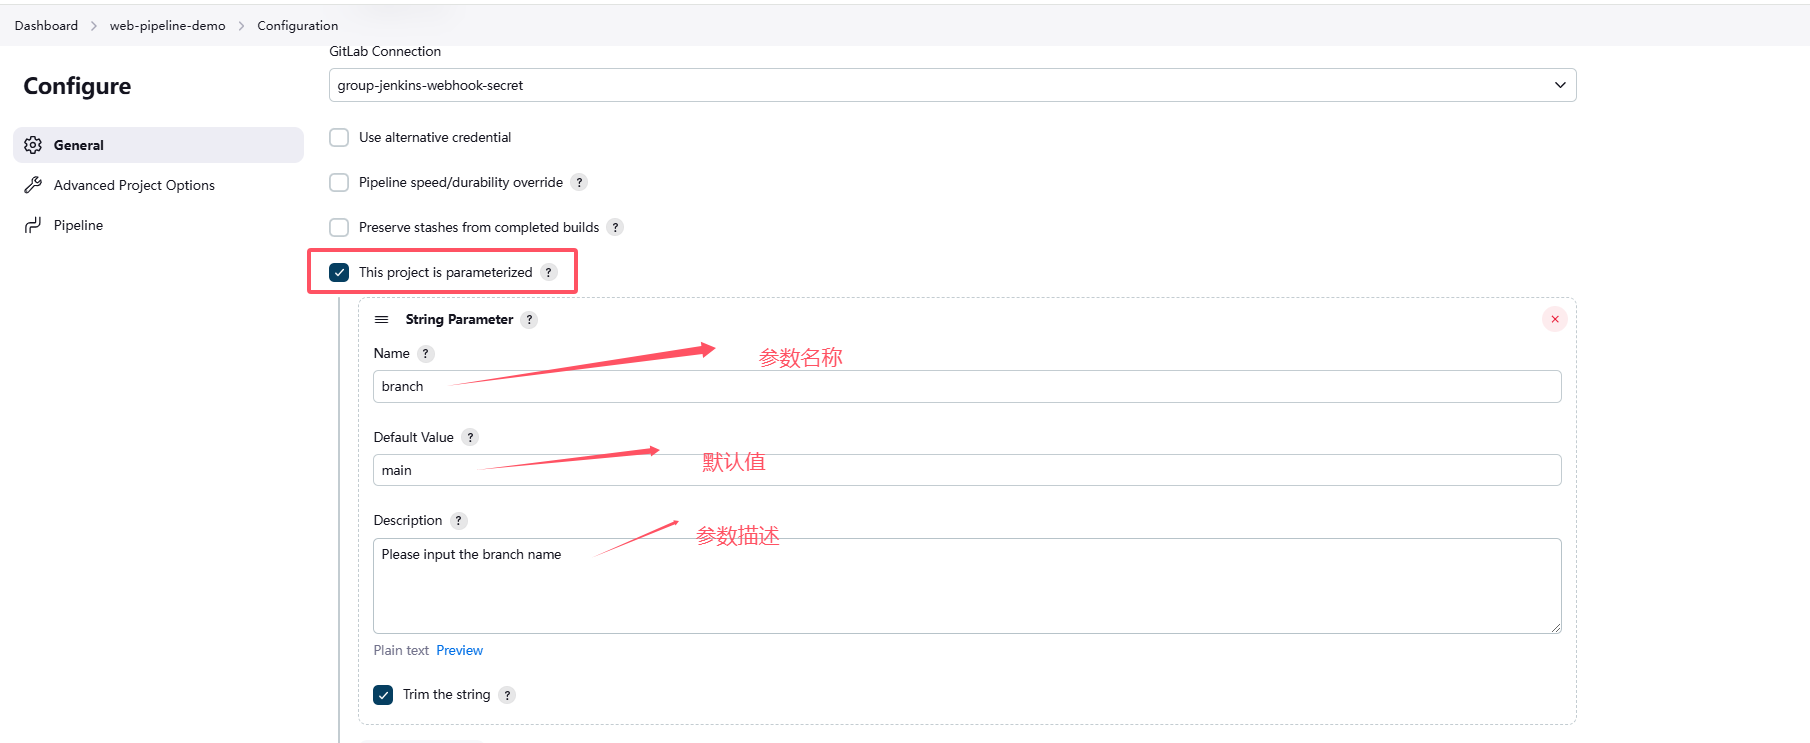 Dashboard > web-pipeline-demo > Configuration
GitLab Connection
Configure
group-jenkins-webhook-secret
Use alternative credential
General
Advanced Project Options
Pipeline speed/durability override ?
Pipeline
Preserve stashes from completed builds ?
This project is parameterized ?
String Parameter ?
Name ?
参数名称
branch
Default Value ?
默认值
main
Description ?
参数描述
Please input the branch name
Plain text Preview
Trim the string ?